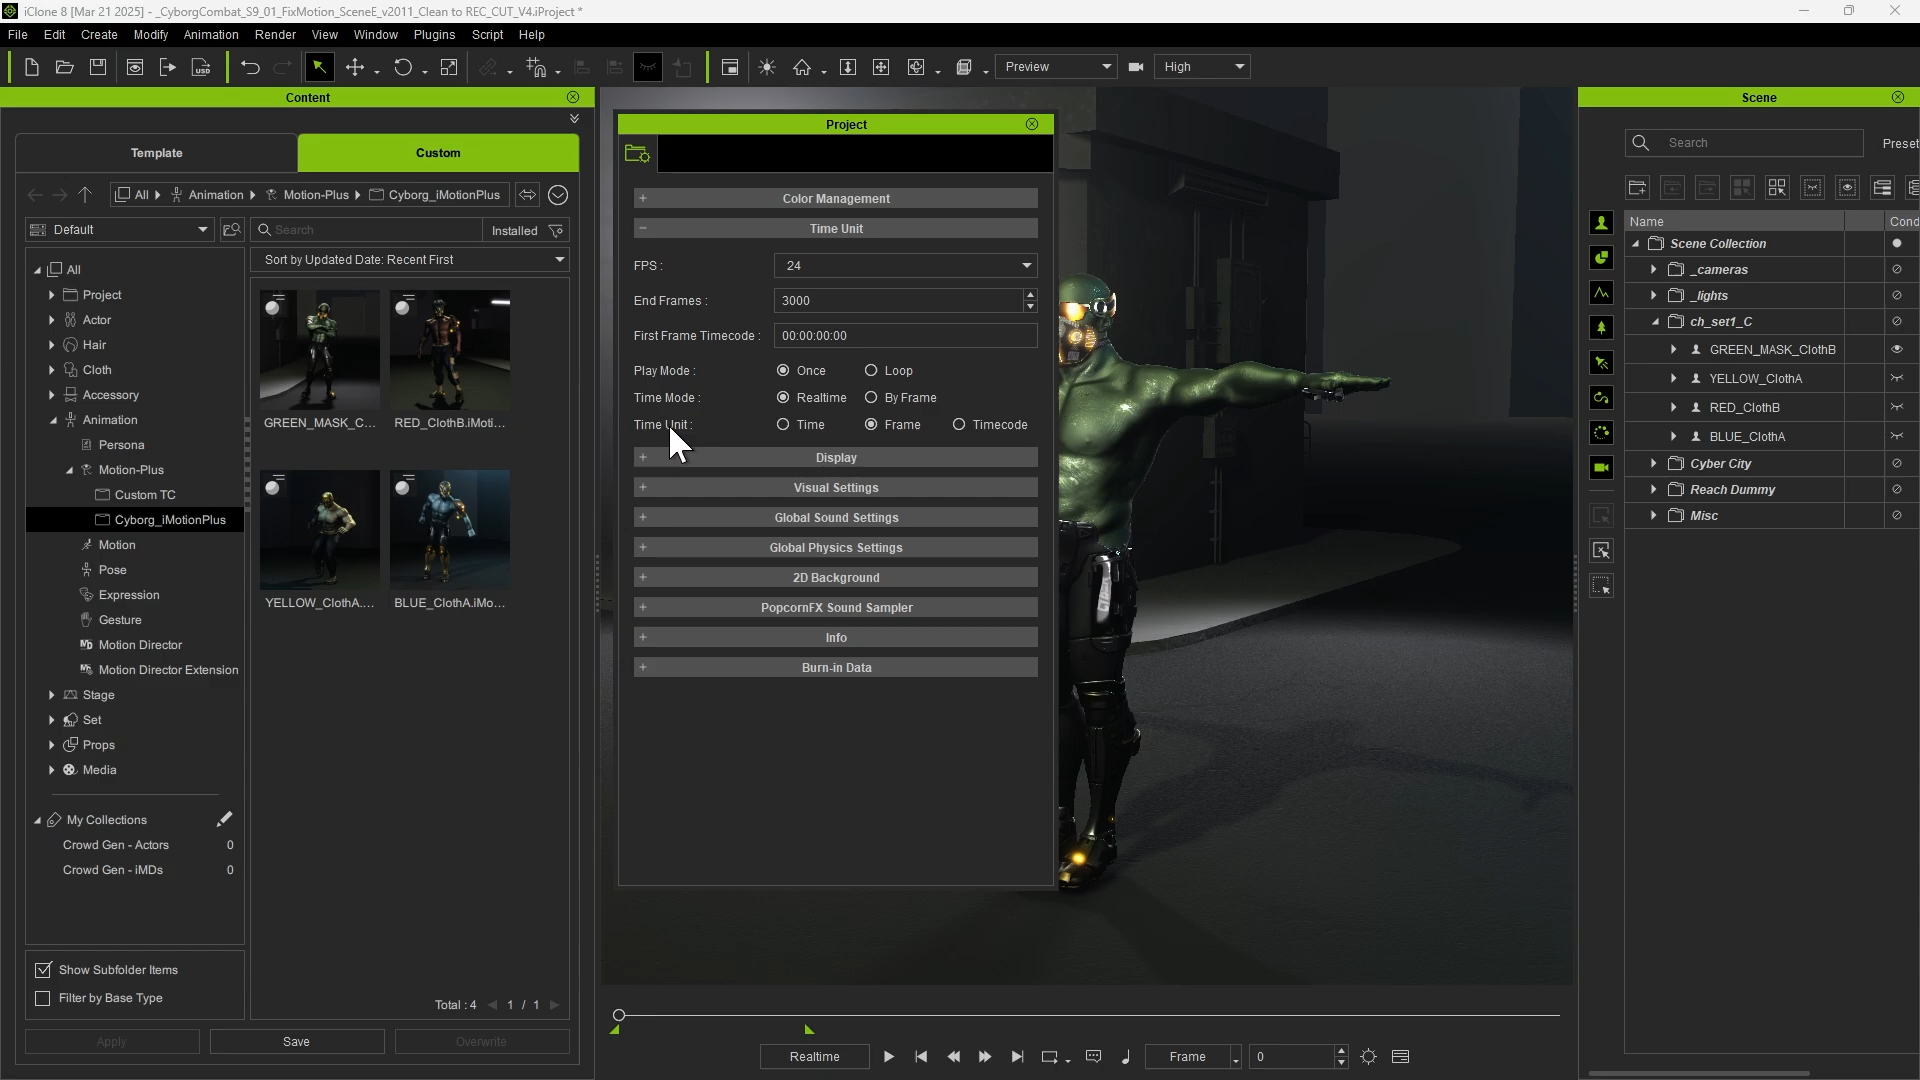 iClone 8 [Mar 21 2025] - _CyborgCombat_S9_01_FixMotion_SceneE_v2011_Clean to REC_CUT_V4.iProject *
File Edit Create Modify Animation Render View Window Plugins Script Help
Preview High
Content
Template Custom
All Animation Motion-Plus Cyborg_iMotionPlus
Default Search Installed
Sort by Updated Date: Recent First
All
Project
Actor
Hair
Cloth
Accessory
Animation
Persona
Motion-Plus
Custom TC
Cyborg_iMotionPlus
Motion
Pose
Expression
Gesture
Motion Director
Motion Director Extension
Stage
Set
Props
Media
My Collections
Crowd Gen - Actors 0
Crowd Gen - iMDs 0
Show Subfolder Items
Filter by Base Type
GREEN_MASK_C... RED_ClothB.iMoti...
YELLOW_ClothA.... BLUE_ClothA.iMo...
Total : 4 1 / 1
Apply Save Overwrite
Project
Color Management
Time Unit
FPS : 24
End Frames : 3000
First Frame Timecode : 00:00:00:00
Play Mode : Once Loop
Time Mode : Realtime By Frame
Time Unit : Time Frame Timecode
Display
Visual Settings
Global Sound Settings
Global Physics Settings
2D Background
PopcornFX Sound Sampler
Info
Burn-in Data
Realtime Frame 0
Scene
Search Preset
Name Cond
Scene Collection
_cameras
_lights
ch_set1_C
GREEN_MASK_ClothB
YELLOW_ClothA
RED_ClothB
BLUE_ClothA
Cyber City
Reach Dummy
Misc